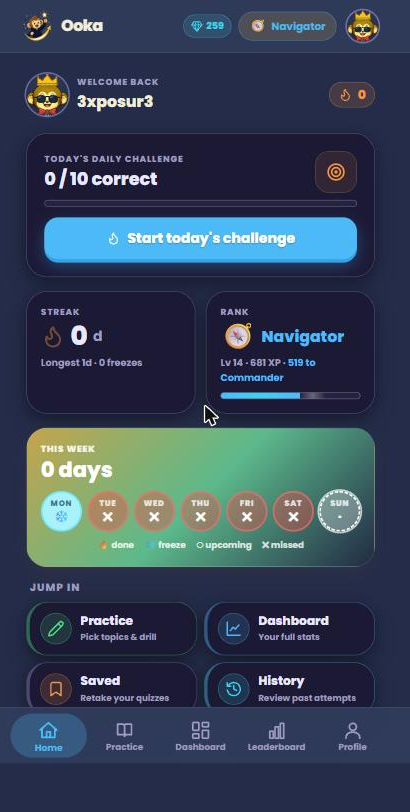 Ooka
259
Navigator
WELCOME BACK
3xposur3
0
TODAY'S DAILY CHALLENGE
0 / 10 correct
Start today's challenge
STREAK
0 d
Longest 1d · 0 freezes
RANK
Navigator
Lv 14 · 681 XP · 519 to
Commander
THIS WEEK
0 days
MON TUE WED THU FRI SAT SUN
done freeze upcoming missed
JUMP IN
Practice
Pick topics & drill
Dashboard
Your full stats
Saved
Retake your quizzes
History
Review past attempts
Home Practice Dashboard Leaderboard Profile